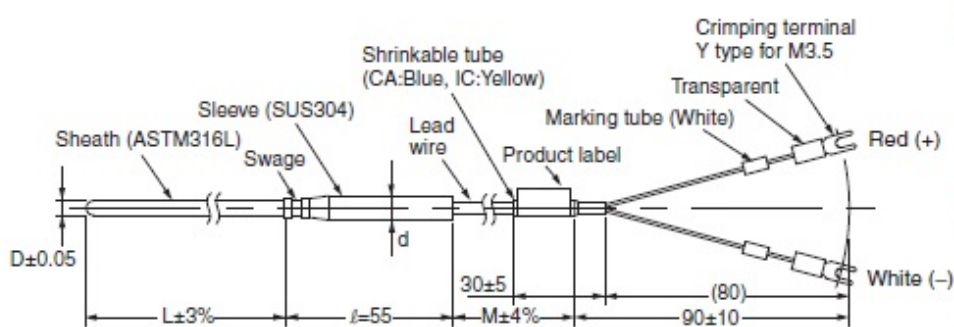 Crimping terminal
Y type for M3.5
Shrinkable tube
(CA:Blue, IC:Yellow)
Transparent
Sleeve (SUS304)
Marking tube (White)
Sheath (ASTM316L)
Lead
wire
Red (+)
Swage
Product label
d
D±0.05
30±5
(80)
White (–)
L±3%
ℓ=55
M±4%
90±10